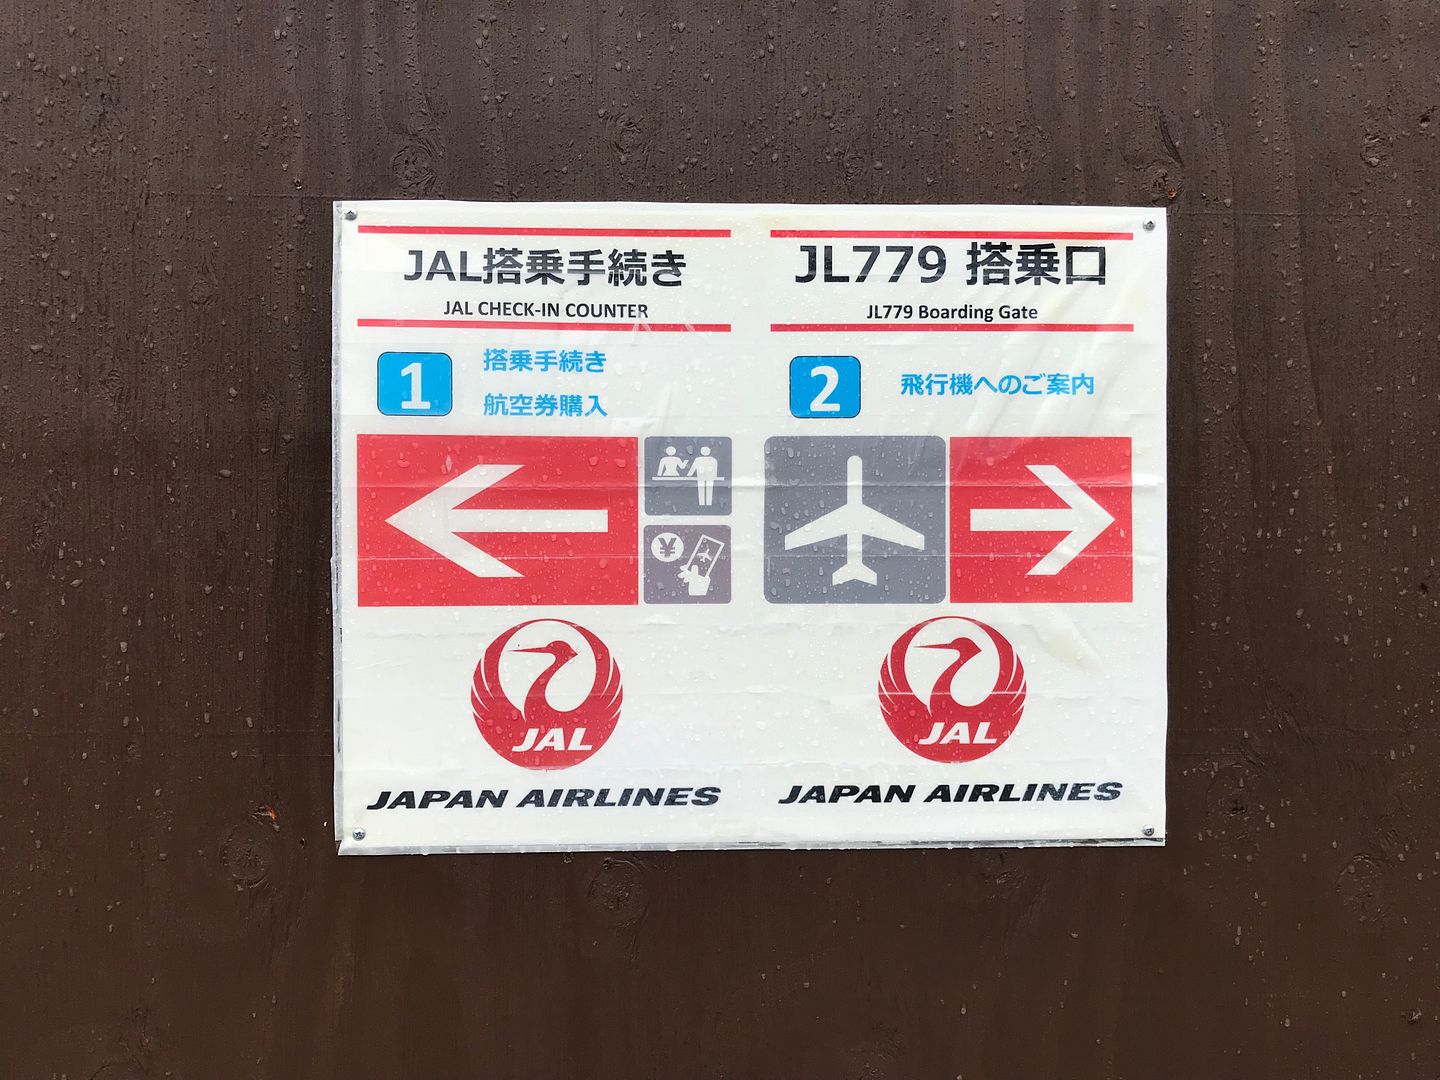 JAL搭乗手続き
JAL CHECK-IN COUNTER
1
搭乗手続き
航空券購入
¥
JAL
JAPAN AIRLINES
JL779 搭乗口
JL779 Boarding Gate
2
飛行機へのご案内
JAL
JAPAN AIRLINES